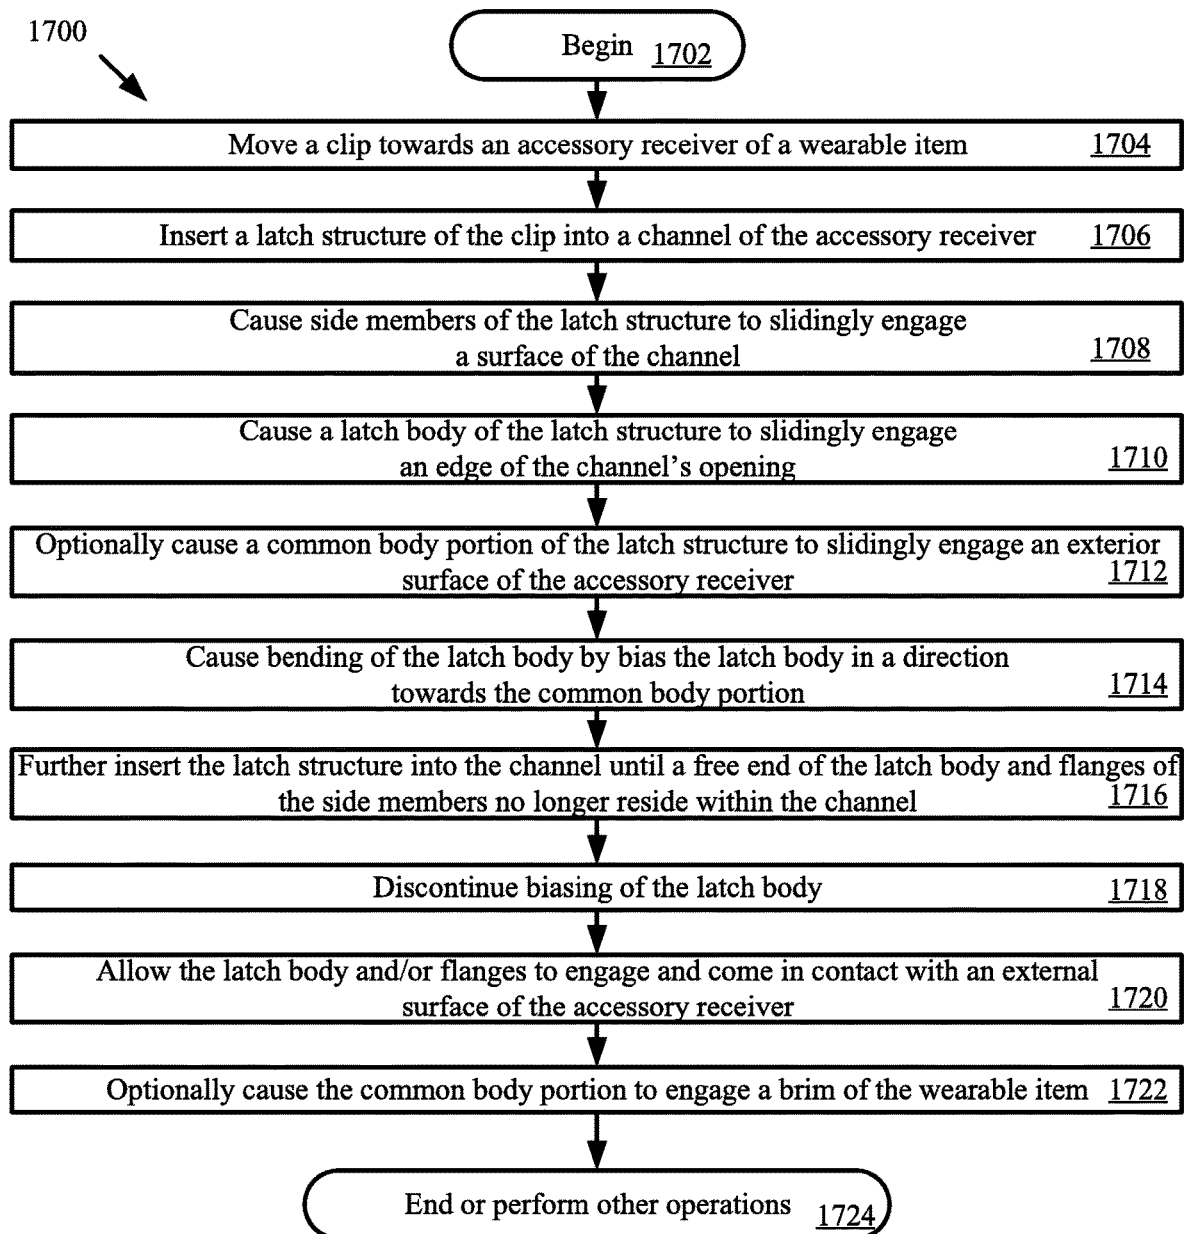 1700
Begin 1702
Move a clip towards an accessory receiver of a wearable item 1704
Insert a latch structure of the clip into a channel of the accessory receiver 1706
Cause side members of the latch structure to slidingly engage
a surface of the channel 1708
Cause a latch body of the latch structure to slidingly engage
an edge of the channel's opening 1710
Optionally cause a common body portion of the latch structure to slidingly engage an exterior
surface of the accessory receiver 1712
Cause bending of the latch body by bias the latch body in a direction
towards the common body portion 1714
Further insert the latch structure into the channel until a free end of the latch body and flanges of
the side members no longer reside within the channel 1716
Discontinue biasing of the latch body 1718
Allow the latch body and/or flanges to engage and come in contact with an external
surface of the accessory receiver 1720
Optionally cause the common body portion to engage a brim of the wearable item 1722
End or perform other operations 1724